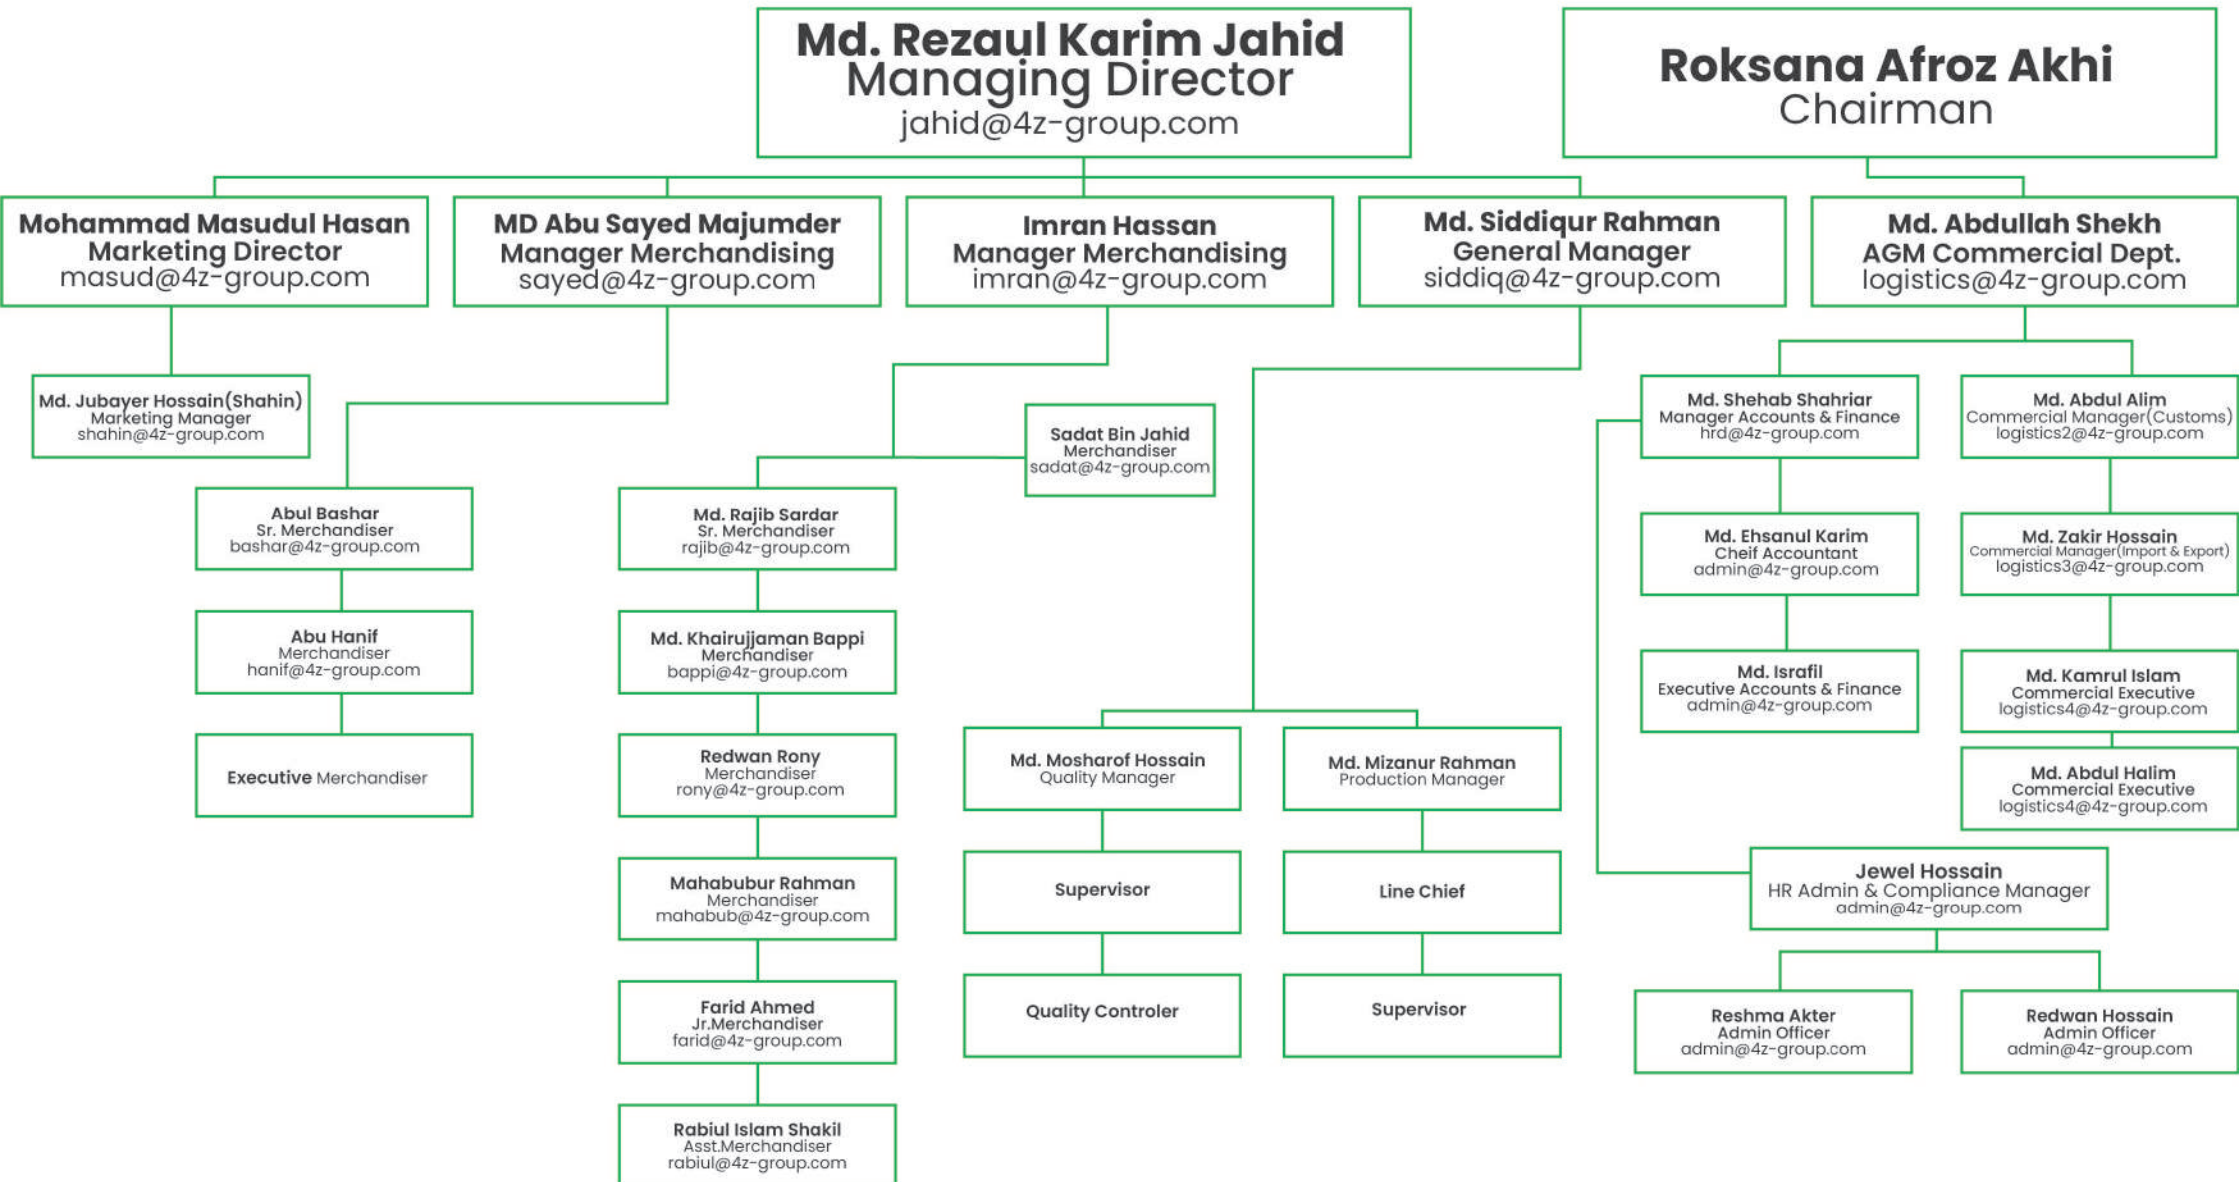 Md. Rezaul Karim Jahid
Managing Director
jahid@4z-group.com
Roksana Afroz Akhi
Chairman
Mohammad Masudul Hasan
Marketing Director
masud@4z-group.com
MD Abu Sayed Majumder
Manager Merchandising
sayed@4z-group.com
Imran Hassan
Manager Merchandising
imran@4z-group.com
Md. Siddiqur Rahman
General Manager
siddiq@4z-group.com
Md. Abdullah Shekh
AGM Commercial Dept.
logistics@4z-group.com
Md. Jubayer Hossain(Shahin)
Marketing Manager
shahin@4z-group.com
Sadat Bin Jahid
Merchandiser
sadat@4z-group.com
Md. Shehab Shahriar
Manager Accounts & Finance
hrd@4z-group.com
Md. Abdul Alim
Commercial Manager(Customs)
logistics2@4z-group.com
Abul Bashar
Sr. Merchandiser
bashar@4z-group.com
Md. Rajib Sardar
Sr. Merchandiser
rajib@4z-group.com
Md. Ehsanul Karim
Cheif Accountant
admin@4z-group.com
Md. Zakir Hossain
Commercial Manager(Import & Export)
logistics3@4z-group.com
Abu Hanif
Merchandiser
hanif@4z-group.com
Md. Khairujjaman Bappi
Merchandiser
bappi@4z-group.com
Md. Israfil
Executive Accounts & Finance
admin@4z-group.com
Md. Kamrul Islam
Commercial Executive
logistics4@4z-group.com
Executive Merchandiser
Redwan Rony
Merchandiser
rony@4z-group.com
Md. Mosharof Hossain
Quality Manager
Md. Mizanur Rahman
Production Manager
Md. Abdul Halim
Commercial Executive
logistics4@4z-group.com
Mahabubur Rahman
Merchandiser
mahabub@4z-group.com
Supervisor
Line Chief
Jewel Hossain
HR Admin & Compliance Manager
admin@4z-group.com
Farid Ahmed
Jr.Merchandiser
farid@4z-group.com
Quality Controler
Supervisor
Reshma Akter
Admin Officer
admin@4z-group.com
Redwan Hossain
Admin Officer
admin@4z-group.com
Rabiul Islam Shakil
Asst.Merchandiser
rabiul@4z-group.com